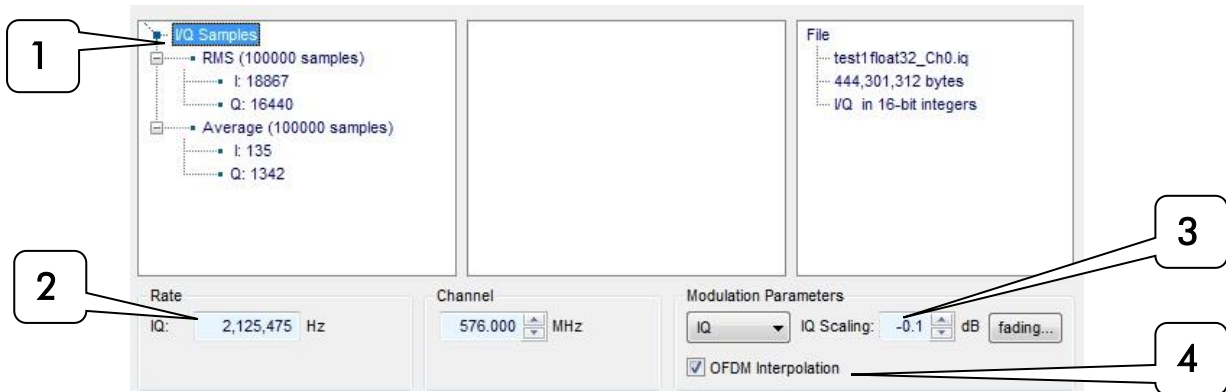 1
I/Q Samples
RMS (100000 samples)
I: 18867
Q: 16440
Average (100000 samples)
I: 135
Q: 1342
File
test1float32_Ch0.iq
444,301,312 bytes
I/Q in 16-bit integers
2
3
Rate
IQ: 2,125,475 Hz
Channel
576.000 MHz
Modulation Parameters
IQ IQ Scaling: -0.1 dB fading...
OFDM Interpolation
4